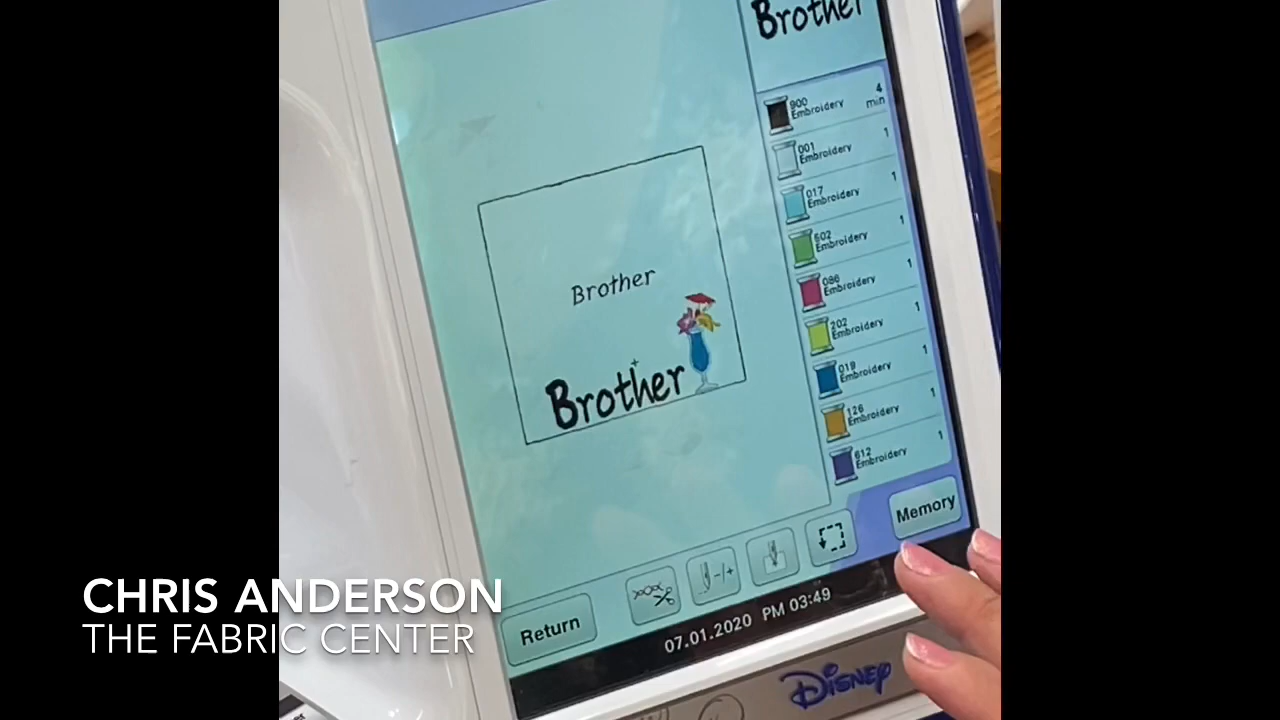 Brother
900
Embroidery
4
min
001
Embroidery
1
017
Embroidery
1
502
Embroidery
1
086
Embroidery
1
202
Embroidery
1
019
Embroidery
1
126
Embroidery
1
612
Embroidery
1
Brother
Brother
Memory
-/+
Return
07.01.2020 PM 03:49
DISNEY
CHRIS ANDERSON
THE FABRIC CENTER